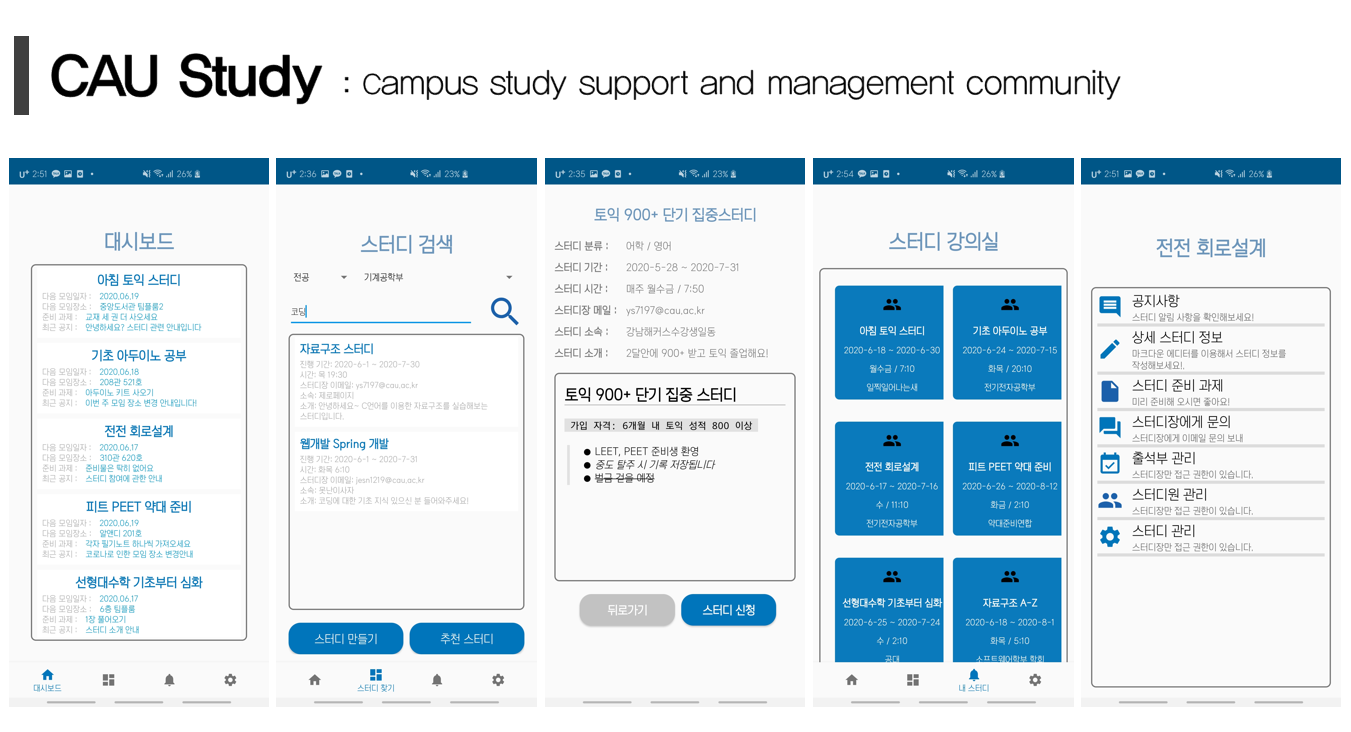 CAU Study : Campus study support and management community
U+ 2:51 26%
대시보드
아침 토익 스터디
다음 모임일자 : 2020.06.19
다음 모임장소 : 중앙도서관 팀플룸2
준비 과제 : 교재 세 권 더 사오세요
최근 공지 : 안녕하세요? 스터디 관련 안내입니다
기초 아두이노 공부
다음 모임일자 : 2020.06.18
다음 모임장소 : 208관 521호
준비 과제 : 아두이노 키트 사오기
최근 공지 : 이번 주 모임 장소 변경 안내입니다!
전전 회로설계
다음 모임일자 : 2020.06.17
다음 모임장소 : 310관 620호
준비 과제 : 준비물은 딱히 없어요
최근 공지 : 스터디 참여에 관한 안내
피트 PEET 약대 준비
다음 모임일자 : 2020.06.19
다음 모임장소 : 알앤디 201호
준비 과제 : 각자 필기노트 하나씩 가져오세요
최근 공지 : 코로나로 인한 모임 장소 변경안내
선형대수학 기초부터 심화
다음 모임일자 : 2020.06.17
다음 모임장소 : 6층 팀플룸
준비 과제 : 1장 풀어오기
최근 공지 : 스터디 소개 안내
대시보드
U+ 2:36 23%
스터디 검색
전공 기계공학부
코딩
자료구조 스터디
진행 기간: 2020-6-1 ~ 2020-7-30
시간: 목 19:30
스터디장 이메일: ys7197@cau.ac.kr
소속: 제로페이지
소개: 안녕하세요~ C언어를 이용한 자료구조를 실습해보는
스터디입니다.
웹개발 Spring 개발
진행 기간: 2020-6-1 ~ 2020-7-31
시간: 화목 6:10
스터디장 이메일: jesn1219@cau.ac.kr
소속: 못난이사자
소개: 코딩에 대한 기초 지식 있으신 분 들어와주세요!
스터디 만들기 추천 스터디
스터디 찾기
U+ 2:35 23%
토익 900+ 단기 집중스터디
스터디 분류 : 어학 / 영어
스터디 기간 : 2020-5-28 ~ 2020-7-31
스터디 시간 : 매주 월수금 / 7:50
스터디장 메일 : ys7197@cau.ac.kr
스터디 소속 : 강남해커스수강생일동
스터디 소개 : 2달안에 900+ 받고 토익 졸업해요!
토익 900+ 단기 집중 스터디
가입 자격: 6개월 내 토익 성적 800 이상
● LEET, PEET 준비생 환영
● 중도 탈주 시 기록 저장됩니다
● 벌금 걷을 예정
뒤로가기 스터디 신청
U+ 2:54 26%
스터디 강의실
아침 토익 스터디
2020-6-18 ~ 2020-6-30
월수금 / 7:10
일찍일어나는새
기초 아두이노 공부
2020-6-24 ~ 2020-7-15
화목 / 20:10
전기전자공학부
전전 회로설계
2020-6-17 ~ 2020-7-16
수 / 11:10
전기전자공학부
피트 PEET 약대 준비
2020-6-26 ~ 2020-8-12
화금 / 2:10
약대준비연합
선형대수학 기초부터 심화
2020-6-25 ~ 2020-7-24
수 / 2:10
공대
자료구조 A-Z
2020-6-18 ~ 2020-8-1
화목 / 5:10
소프트웨어학부 학회
내 스터디
U+ 2:51 26%
전전 회로설계
공지사항
스터디 알림 사항을 확인해보세요!
상세 스터디 정보
마크다운 에디터를 이용해서 스터디 정보를
작성해보세요!.
스터디 준비 과제
미리 준비해 오시면 좋아요!
스터디장에게 문의
스터디장에게 이메일 문의 보내
출석부 관리
스터디장만 접근 권한이 있습니다.
스터디원 관리
스터디장만 접근 권한이 있습니다.
스터디 관리
스터디장만 접근 권한이 있습니다.